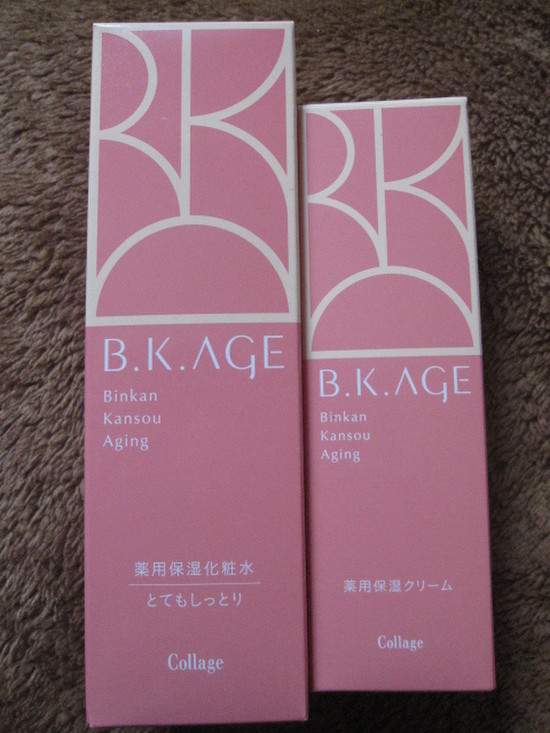 B.K.AGE
Binkan
Kansou
Aging
薬用保湿化粧水
とてもしっとり
Collage
B.K.AGE
Binkan
Kansou
Aging
薬用保湿クリーム
Collage